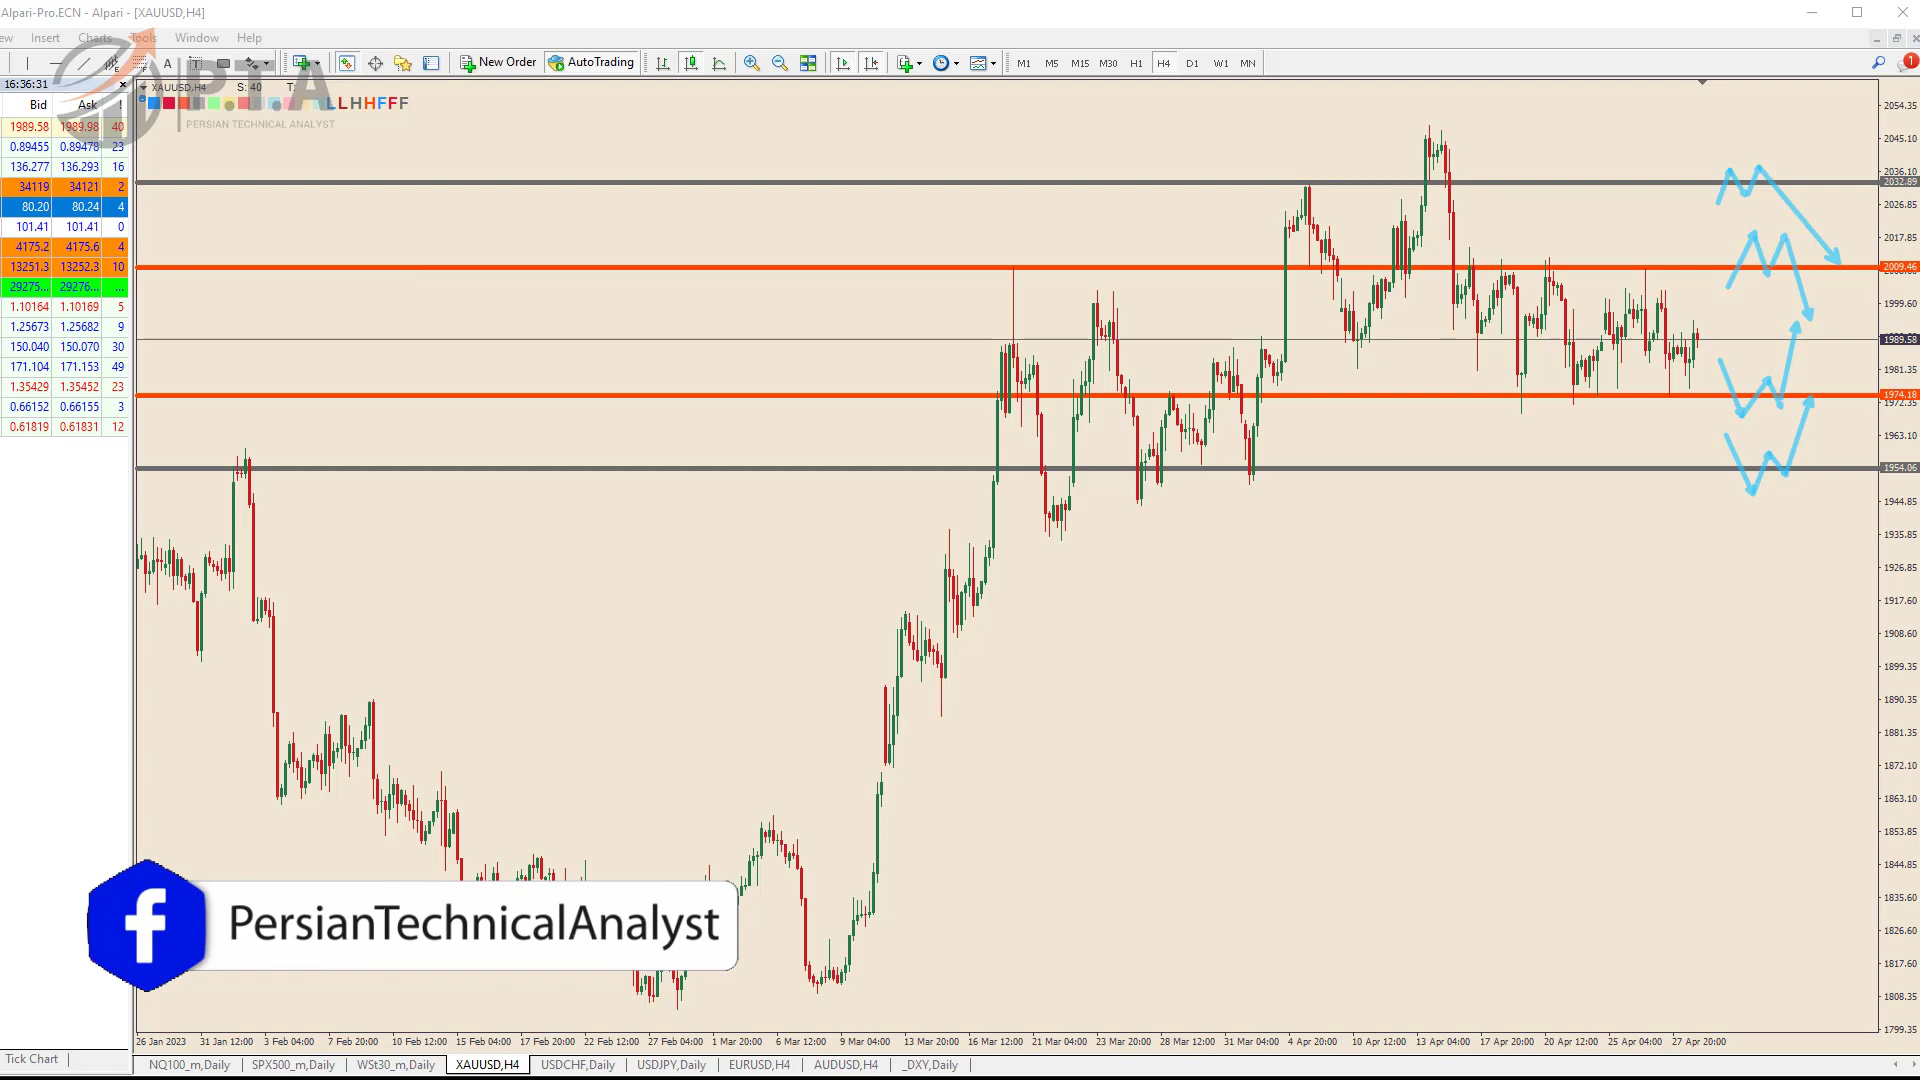 Alpari-Pro.ECN - Alpari - [XAUUSD,H4]
ew Insert Charts Tools Window Help
A T New Order AutoTrading M1 M5 M15 M30 H1 H4 D1 W1 MN 1
16:36:31
Bid Ask !
1989.58 1989.98 40
0.89455 0.89478 23
136.277 136.293 16
34119 34121 2
80.20 80.24 4
101.41 101.41 0
4175.2 4175.6 4
13251.3 13252.3 10
29275... 29276... ...
1.10164 1.10169 5
1.25673 1.25682 9
150.040 150.070 30
171.104 171.153 49
1.35429 1.35452 23
0.66152 0.66155 3
0.61819 0.61831 12
Tick Chart
XAUUSD,H4 S: 40 T:
LLHHFFF
P.T.A
PERSIAN TECHNICAL ANALYST
2054.35
2045.10
2036.10
2032.89
2026.85
2017.85
2009.46
1999.60
1989.58
1981.35
1974.18
1972.35
1963.10
1954.06
1944.85
1935.85
1926.85
1917.60
1908.60
1899.35
1890.35
1881.35
1872.10
1863.10
1853.85
1844.85
1835.60
1826.60
1817.60
1808.35
1799.35
f PersianTechnicalAnalyst
26 Jan 2023 31 Jan 12:00 3 Feb 04:00 7 Feb 20:00 10 Feb 12:00 15 Feb 04:00 17 Feb 20:00 22 Feb 12:00 27 Feb 04:00 1 Mar 20:00 6 Mar 12:00 9 Mar 04:00 13 Mar 20:00 16 Mar 12:00 21 Mar 04:00 23 Mar 20:00 28 Mar 12:00 31 Mar 04:00 4 Apr 20:00 10 Apr 12:00 13 Apr 04:00 17 Apr 20:00 20 Apr 12:00 25 Apr 04:00 27 Apr 20:00
NQ100_m,Daily SPX500_m,Daily WSt30_m,Daily XAUUSD,H4 USDCHF,Daily USDJPY,Daily EURUSD,H4 AUDUSD,H4 _DXY,Daily